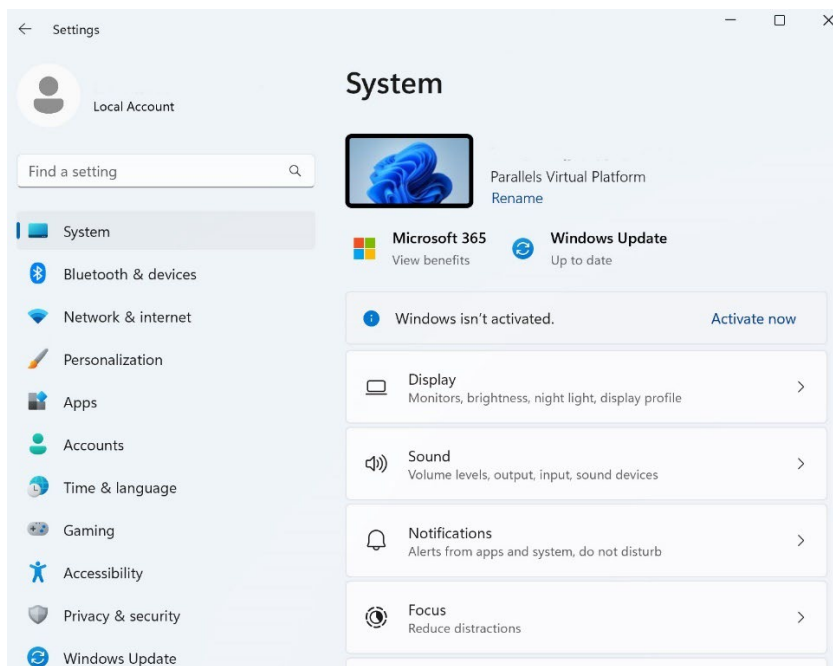 Settings
Local Account
Find a setting
System
Bluetooth & devices
Network & internet
Personalization
Apps
Accounts
Time & language
Gaming
Accessibility
Privacy & security
Windows Update
System
Parallels Virtual Platform
Rename
Microsoft 365
View benefits
Windows Update
Up to date
Windows isn't activated.
Activate now
Display
Monitors, brightness, night light, display profile
Sound
Volume levels, output, input, sound devices
Notifications
Alerts from apps and system, do not disturb
Focus
Reduce distractions